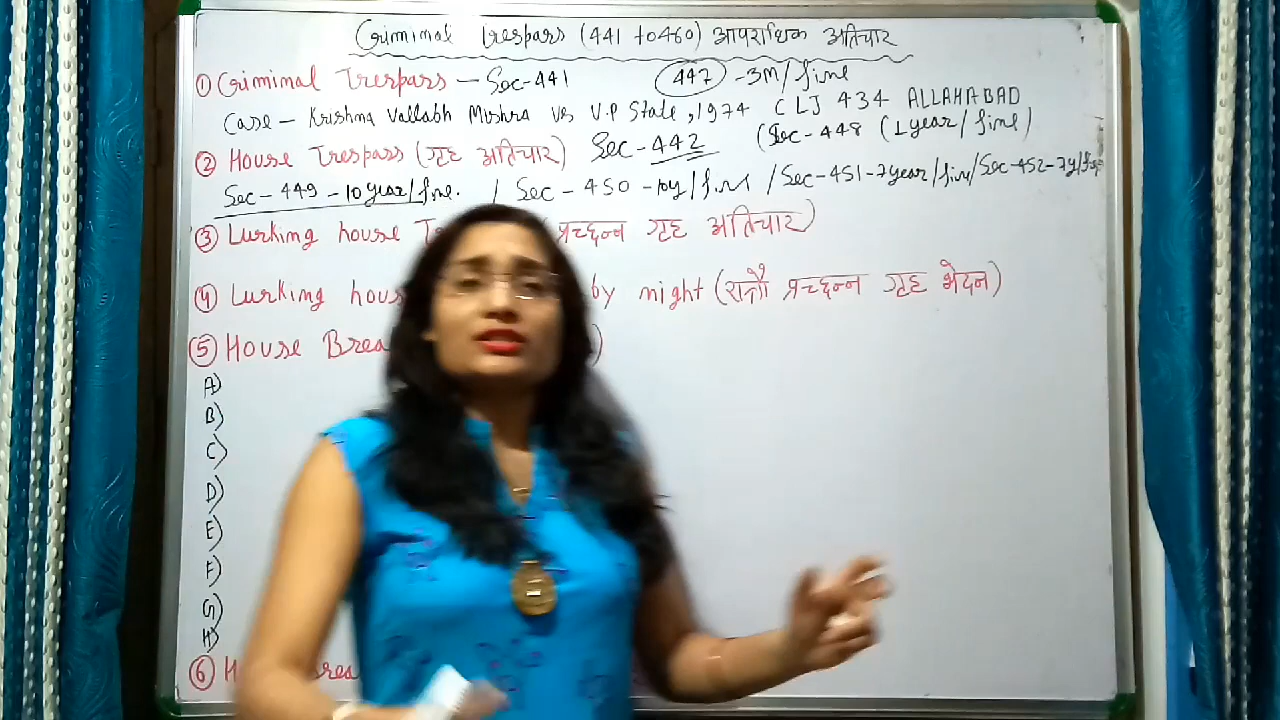 Criminal Trespass (441 to 460) आपराधिक अतिचार
① Criminal Trespass – Sec-441 447 -3M/fine
Case – Krishna Vallabh Mishra vs U.P State, 1974 CLJ 434 ALLAHABAD
② House Trespass (गृह अतिचार) Sec-442 (Sec-448 (1 year/fine)
Sec-449-10 year/fine. / Sec-450-10y/fine /Sec-451-7year/fine/Sec-452-7y/fine
③ Lurking house प्रच्छन्न गृह अतिचार)
④ Lurking hous by night (रात्रौ प्रच्छन्न गृह भेदन)
⑤ House Brea )
A)
B)
C)
D)
E)
F)
G)
H)
⑥ H rea